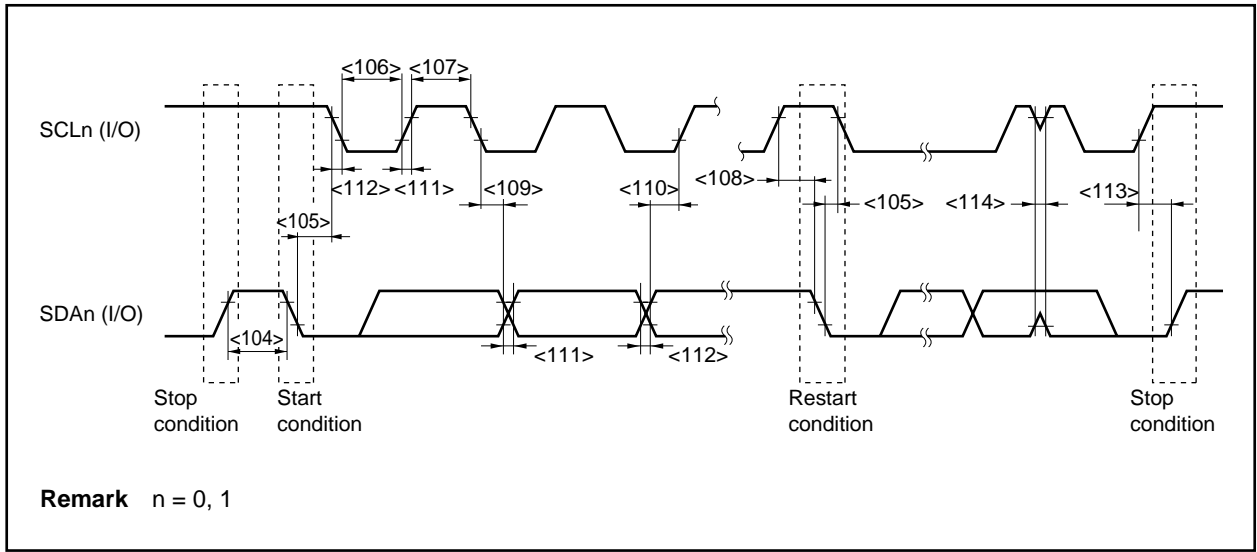 <106> <107>
SCLn (I/O)
<112> <111> <109> <110> <108> <105> <114> <113>
<105>
SDAn (I/O)
<104> <111> <112>
Stop condition
Start condition
Restart condition
Stop condition
Remark n = 0, 1